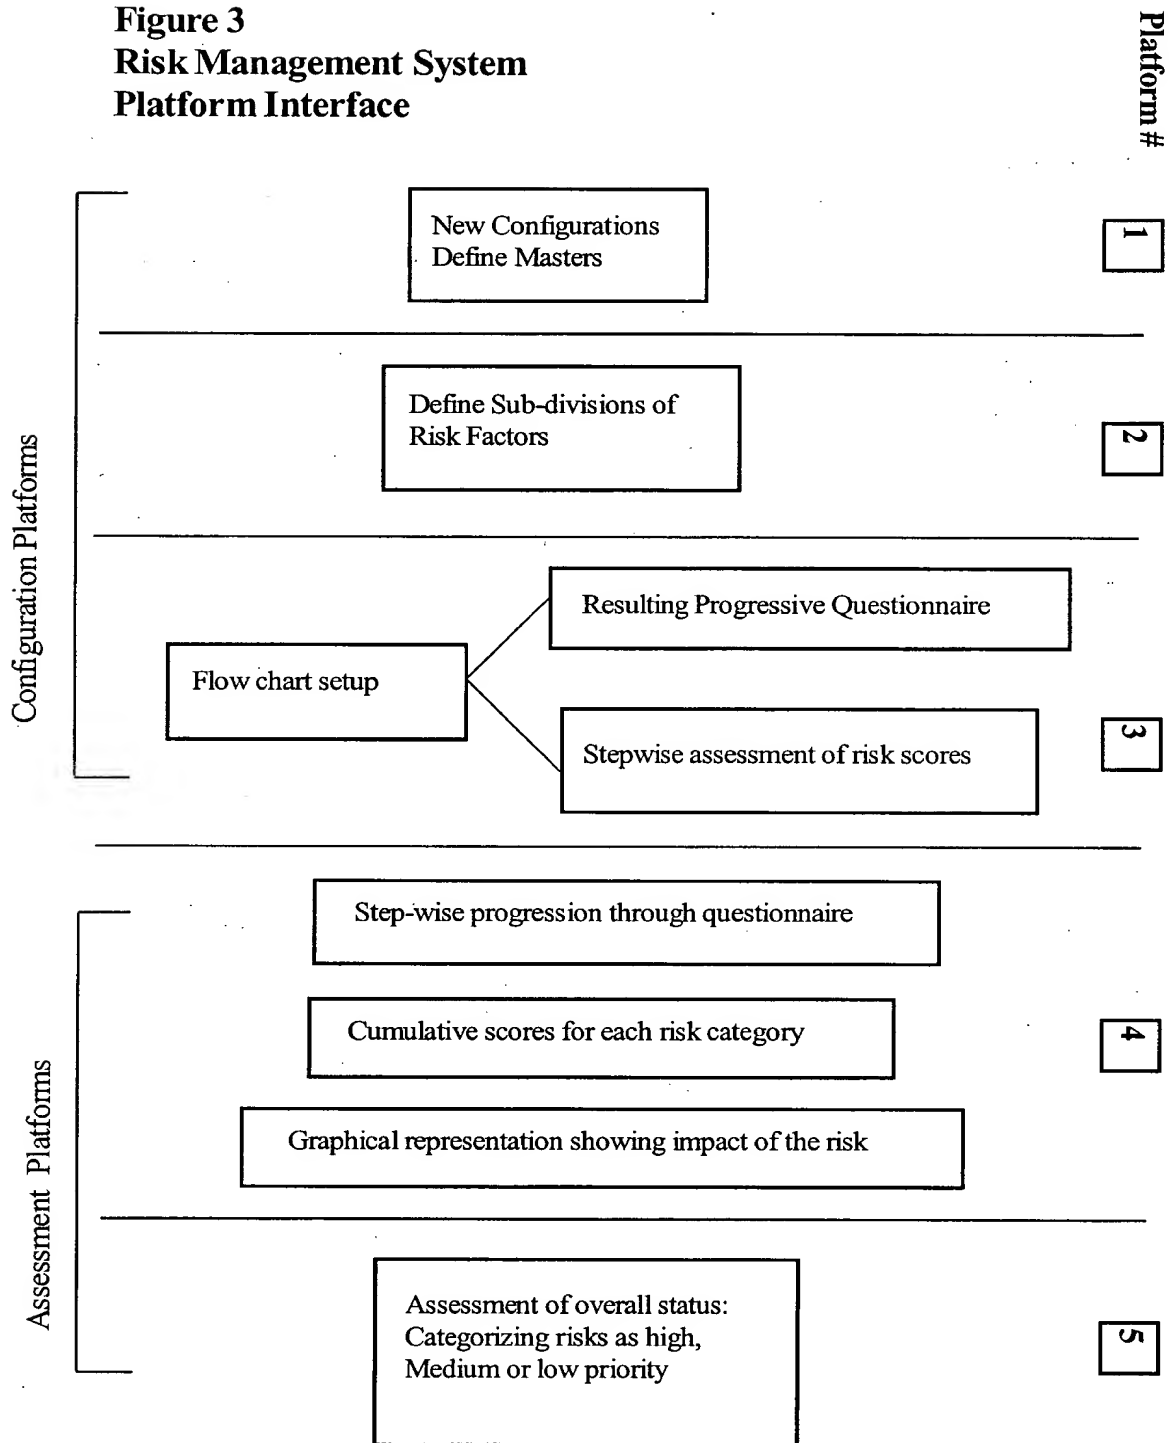 Figure 3
Risk Management System
Platform Interface
Platform #
New Configurations
Define Masters
1
Define Sub-divisions of
Risk Factors
2
Configuration Platforms
Resulting Progressive Questionnaire
Flow chart setup
Stepwise assessment of risk scores
3
Step-wise progression through questionnaire
Cumulative scores for each risk category
4
Graphical representation showing impact of the risk
Assessment Platforms
Assessment of overall status:
Categorizing risks as high,
Medium or low priority
5